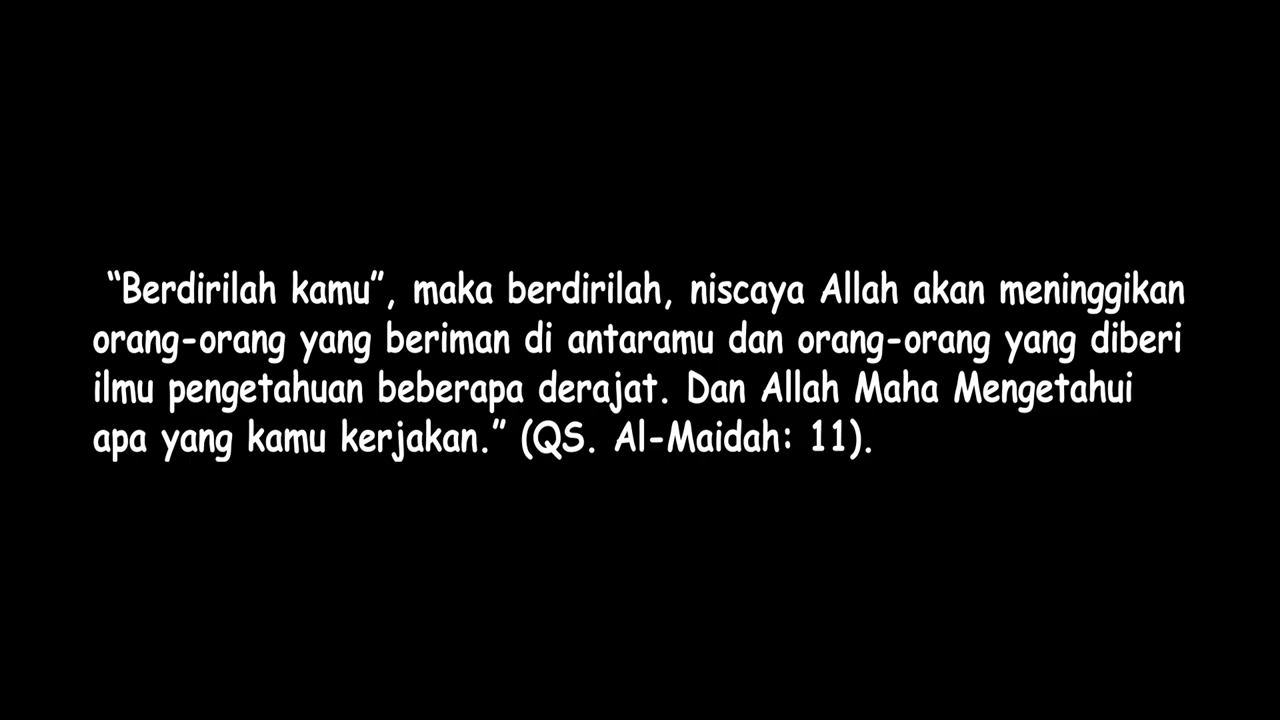 “Berdirilah kamu”, maka berdirilah, niscaya Allah akan meninggikan
orang-orang yang beriman di antaramu dan orang-orang yang diberi
ilmu pengetahuan beberapa derajat. Dan Allah Maha Mengetahui
apa yang kamu kerjakan.” (QS. Al-Maidah: 11).